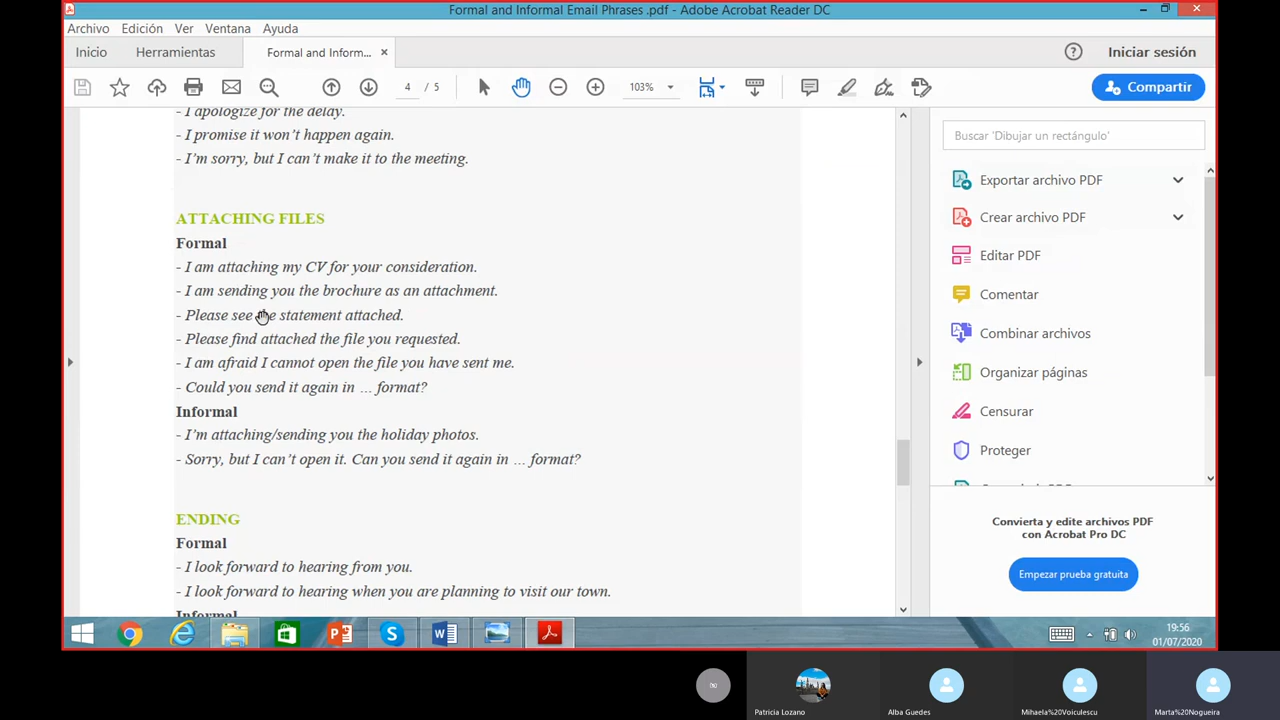 Formal and Informal Email Phrases .pdf - Adobe Acrobat Reader DC
Archivo Edición Ver Ventana Ayuda
Inicio Herramientas Formal and Inform... × Iniciar sesión
4 / 5 103% Compartir
- I apologize for the delay.
- I promise it won't happen again.
- I'm sorry, but I can't make it to the meeting.
ATTACHING FILES
Formal
- I am attaching my CV for your consideration.
- I am sending you the brochure as an attachment.
- Please see the statement attached.
- Please find attached the file you requested.
- I am afraid I cannot open the file you have sent me.
- Could you send it again in … format?
Informal
- I'm attaching/sending you the holiday photos.
- Sorry, but I can't open it. Can you send it again in … format?
ENDING
Formal
- I look forward to hearing from you.
- I look forward to hearing when you are planning to visit our town.
Informal
Buscar 'Dibujar un rectángulo'
Exportar archivo PDF
Crear archivo PDF
Editar PDF
Comentar
Combinar archivos
Organizar páginas
Censurar
Proteger
Convierta y edite archivos PDF
con Acrobat Pro DC
Empezar prueba gratuita
19:56
01/07/2020
Patricia Lozano
Alba Guedes
Mihaela%20Voiculescu
Marta%20Nogueira